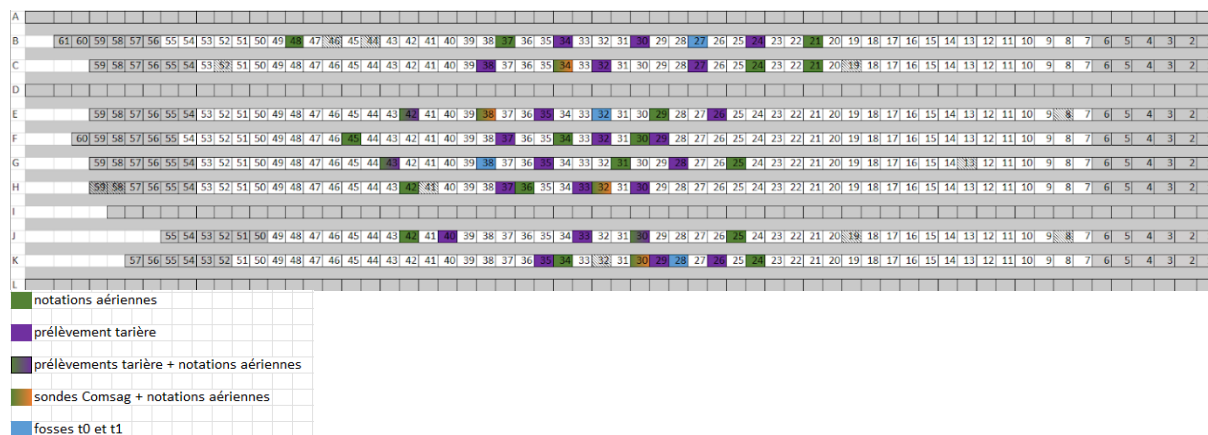 A
B 61 60 59 58 57 56 55 54 53 52 51 50 49 48 47 46 45 44 43 42 41 40 39 38 37 36 35 34 33 32 31 30 29 28 27 26 25 24 23 22 21 20 19 18 17 16 15 14 13 12 11 10 9 8 7 6 5 4 3 2
C 59 58 57 56 55 54 53 52 51 50 49 48 47 46 45 44 43 42 41 40 39 38 37 36 35 34 33 32 31 30 29 28 27 26 25 24 23 22 21 20 19 18 17 16 15 14 13 12 11 10 9 8 7 6 5 4 3 2
D
E 59 58 57 56 55 54 53 52 51 50 49 48 47 46 45 44 43 42 41 40 39 38 37 36 35 34 33 32 31 30 29 28 27 26 25 24 23 22 21 20 19 18 17 16 15 14 13 12 11 10 9 8 7 6 5 4 3 2
F 60 59 58 57 56 55 54 53 52 51 50 49 48 47 46 45 44 43 42 41 40 39 38 37 36 35 34 33 32 31 30 29 28 27 26 25 24 23 22 21 20 19 18 17 16 15 14 13 12 11 10 9 8 7 6 5 4 3 2
G 59 58 57 56 55 54 53 52 51 50 49 48 47 46 45 44 43 42 41 40 39 38 37 36 35 34 33 32 31 30 29 28 27 26 25 24 23 22 21 20 19 18 17 16 15 14 13 12 11 10 9 8 7 6 5 4 3 2
H 59 58 57 56 55 54 53 52 51 50 49 48 47 46 45 44 43 42 41 40 39 38 37 36 35 34 33 32 31 30 29 28 27 26 25 24 23 22 21 20 19 18 17 16 15 14 13 12 11 10 9 8 7 6 5 4 3 2
I
J 55 54 53 52 51 50 49 48 47 46 45 44 43 42 41 40 39 38 37 36 35 34 33 32 31 30 29 28 27 26 25 24 23 22 21 20 19 18 17 16 15 14 13 12 11 10 9 8 7 6 5 4 3 2
K 57 56 55 54 53 52 51 50 49 48 47 46 45 44 43 42 41 40 39 38 37 36 35 34 33 32 31 30 29 28 27 26 25 24 23 22 21 20 19 18 17 16 15 14 13 12 11 10 9 8 7 6 5 4 3 2
L
notations aériennes
prélèvement tarière
prélèvements tarière + notations aériennes
sondes Comsag + notations aériennes
fosses t0 et t1